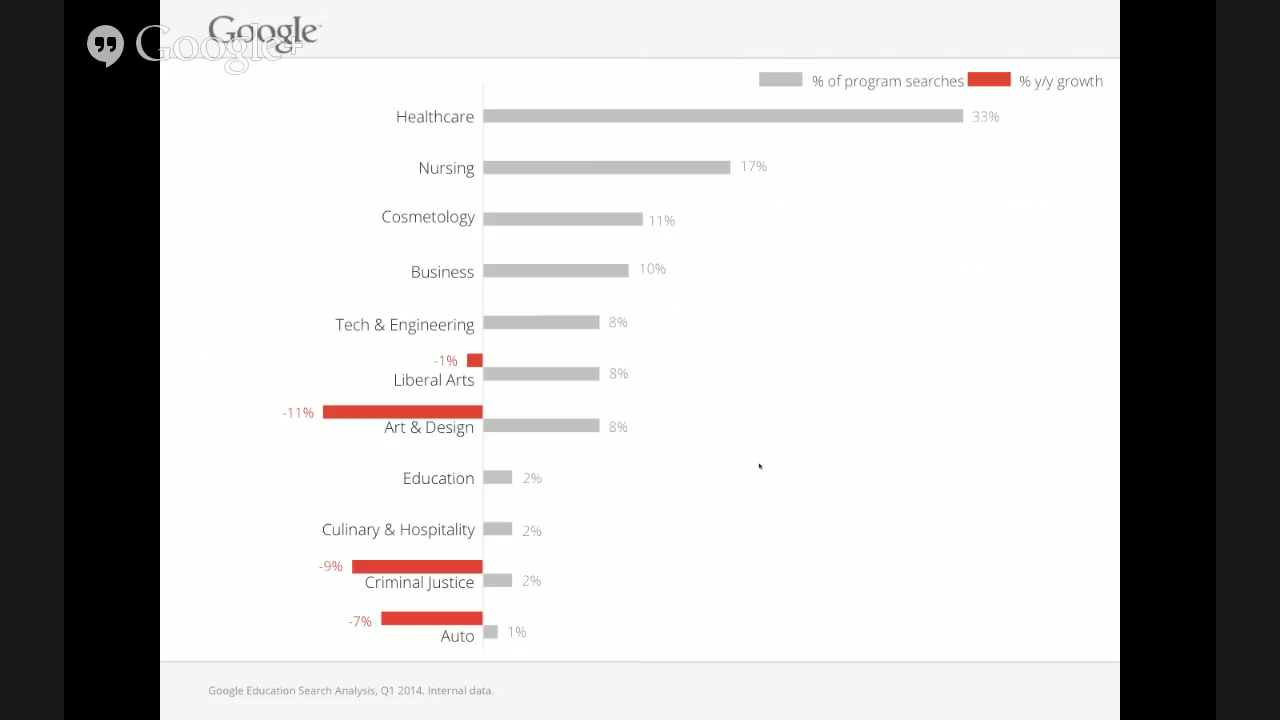 Google
Google+
% of program searches
% y/y growth
Healthcare 33%
Nursing 17%
Cosmetology 11%
Business 10%
Tech & Engineering 8%
-1%
Liberal Arts 8%
-11%
Art & Design 8%
Education 2%
Culinary & Hospitality 2%
-9%
Criminal Justice 2%
-7%
Auto 1%
Google Education Search Analysis, Q1 2014. Internal data.